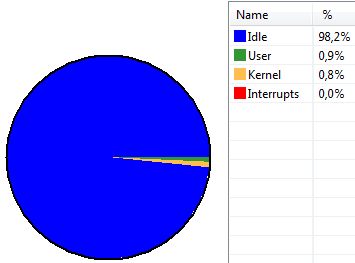 Name %
Idle 98,2%
User 0,9%
Kernel 0,8%
Interrupts 0,0%